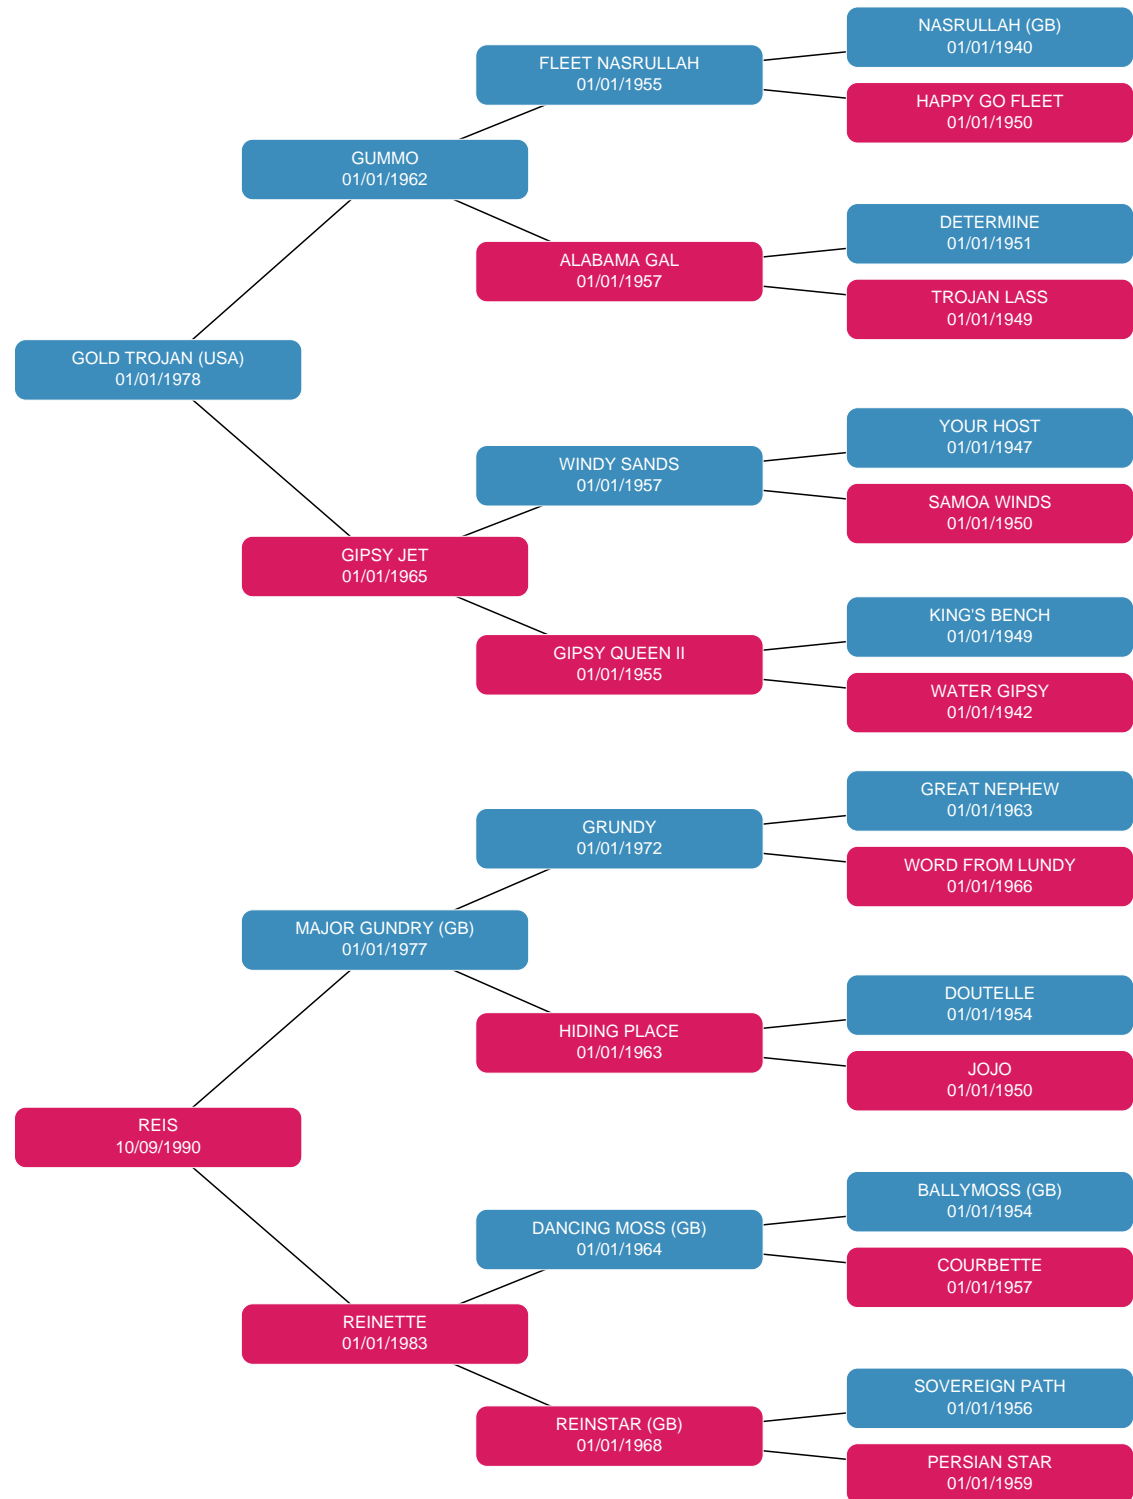 NASRULLAH (GB)
01/01/1940
FLEET NASRULLAH
01/01/1955
HAPPY GO FLEET
01/01/1950
GUMMO
01/01/1962
DETERMINE
01/01/1951
ALABAMA GAL
01/01/1957
TROJAN LASS
01/01/1949
GOLD TROJAN (USA)
01/01/1978
YOUR HOST
01/01/1947
WINDY SANDS
01/01/1957
SAMOA WINDS
01/01/1950
GIPSY JET
01/01/1965
KING'S BENCH
01/01/1949
GIPSY QUEEN II
01/01/1955
WATER GIPSY
01/01/1942
GREAT NEPHEW
01/01/1963
GRUNDY
01/01/1972
WORD FROM LUNDY
01/01/1966
MAJOR GUNDRY (GB)
01/01/1977
DOUTELLE
01/01/1954
HIDING PLACE
01/01/1963
JOJO
01/01/1950
REIS
10/09/1990
BALLYMOSS (GB)
01/01/1954
DANCING MOSS (GB)
01/01/1964
COURBETTE
01/01/1957
REINETTE
01/01/1983
SOVEREIGN PATH
01/01/1956
REINSTAR (GB)
01/01/1968
PERSIAN STAR
01/01/1959